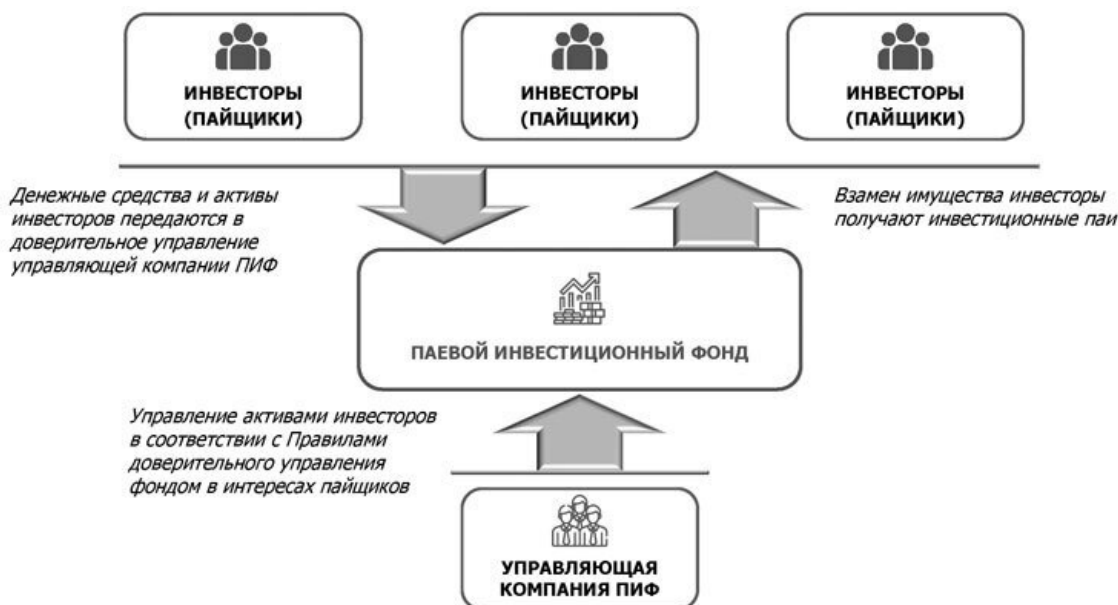 ИНВЕСТОРЫ
(ПАЙЩИКИ)
ИНВЕСТОРЫ
(ПАЙЩИКИ)
ИНВЕСТОРЫ
(ПАЙЩИКИ)
Денежные средства и активы
инвесторов передаются в
доверительное управление
управляющей компании ПИФ
Взамен имущества инвесторы
получают инвестиционные паи
ПАЕВОЙ ИНВЕСТИЦИОННЫЙ ФОНД
Управление активами инвесторов
в соответствии с Правилами
доверительного управления
фондом в интересах пайщиков
УПРАВЛЯЮЩАЯ
КОМПАНИЯ ПИФ